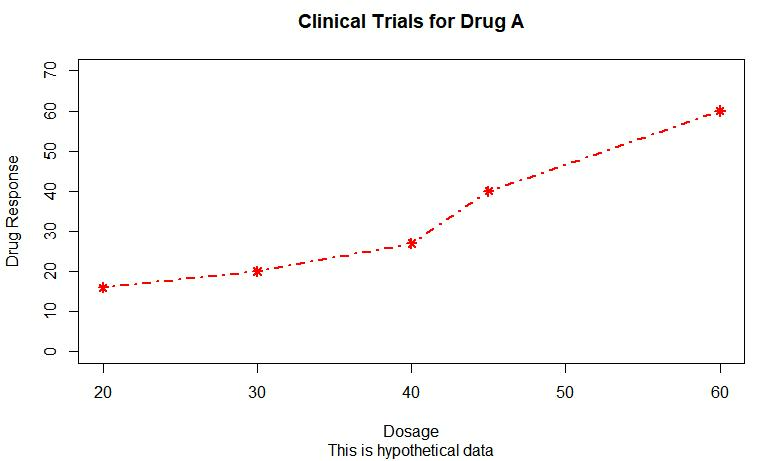 Clinical Trials for Drug A
Drug Response
70
60
50
40
30
20
10
0
20 30 40 50 60
Dosage
This is hypothetical data